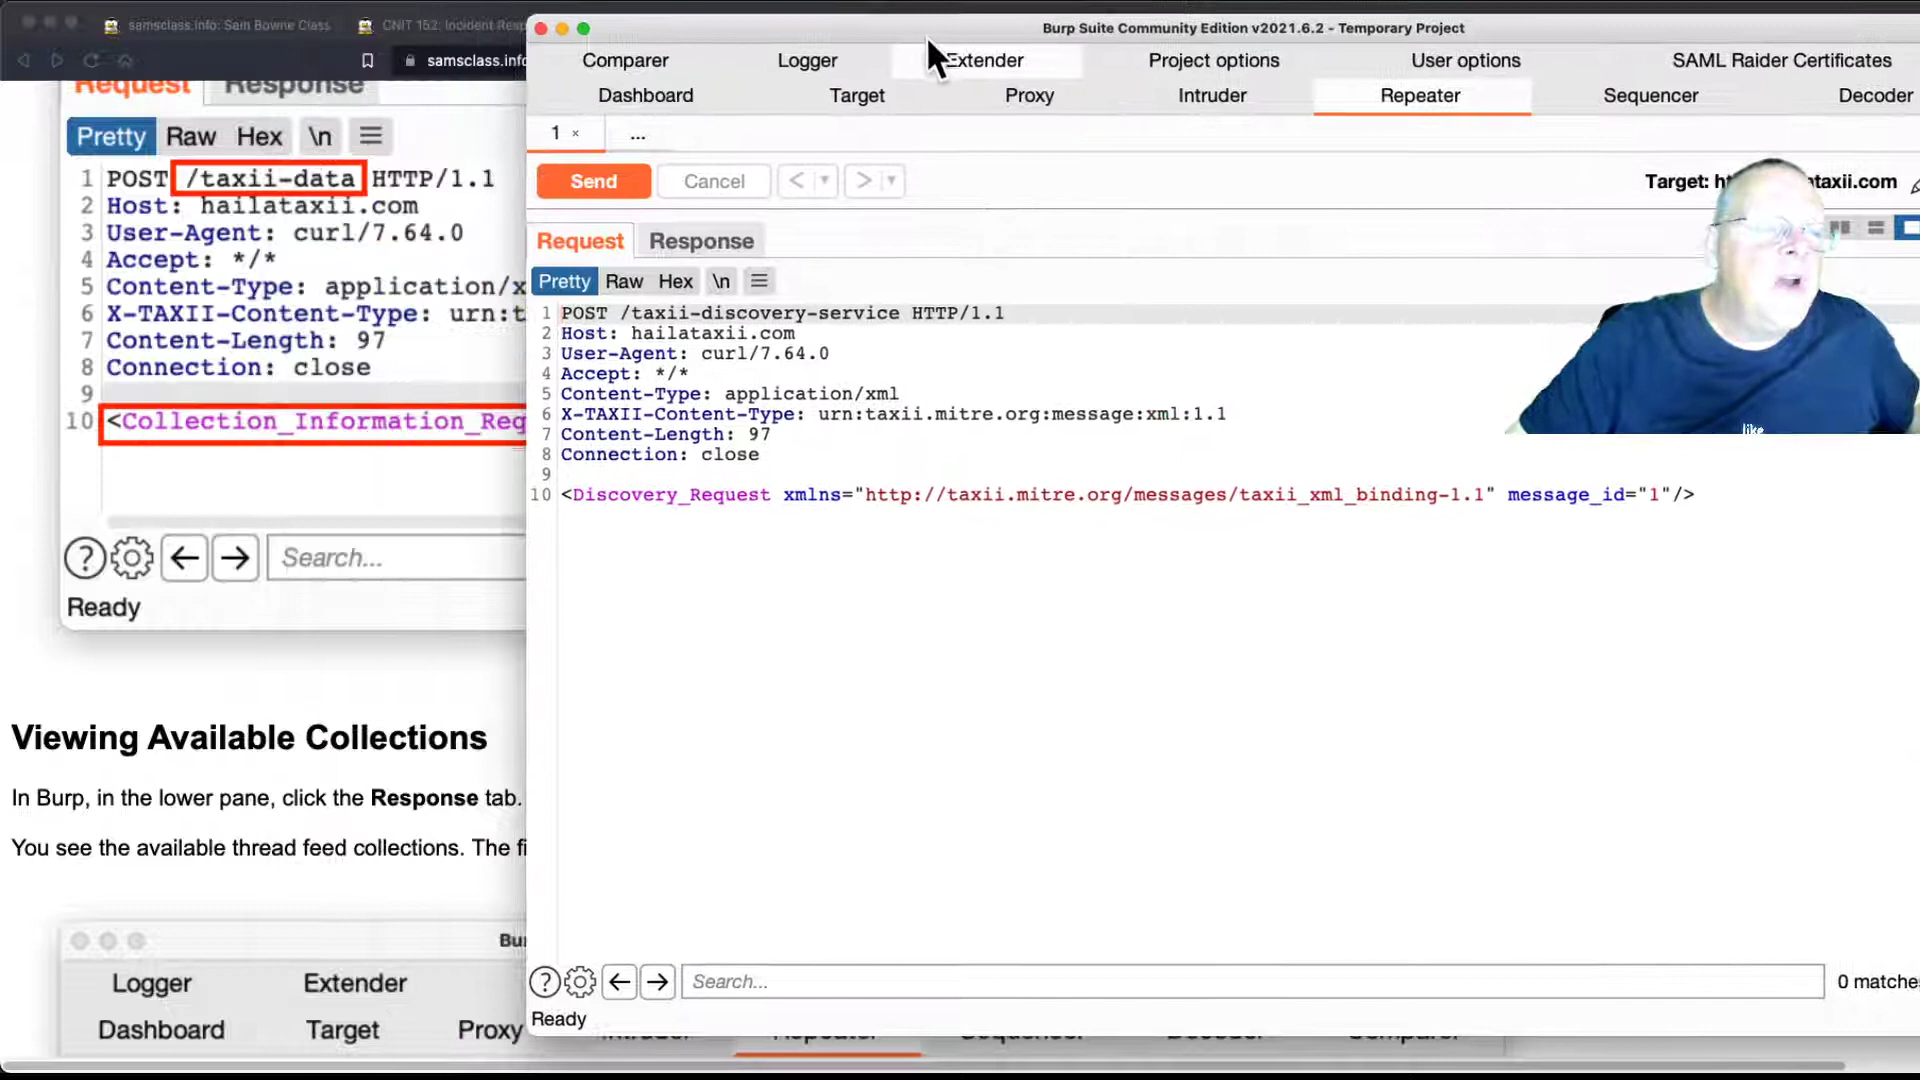 samsclass.info: Sam Bowne Class
CNIT 152: Incident Resp
samsclass.info
Request Response
Pretty Raw Hex \n
1 POST /taxii-data HTTP/1.1
2 Host: hailataxii.com
3 User-Agent: curl/7.64.0
4 Accept: */*
5 Content-Type: application/x
6 X-TAXII-Content-Type: urn:t
7 Content-Length: 97
8 Connection: close
9
10 <Collection_Information_Req
Search...
Ready
Viewing Available Collections
In Burp, in the lower pane, click the Response tab.
You see the available thread feed collections. The fi
Bu
Logger Extender
Dashboard Target Proxy
Burp Suite Community Edition v2021.6.2 - Temporary Project
Comparer Logger Extender Project options User options SAML Raider Certificates
Dashboard Target Proxy Intruder Repeater Sequencer Decoder
1 × ...
Send Cancel < >
Target: ht taxii.com
Request Response
Pretty Raw Hex \n
1 POST /taxii-discovery-service HTTP/1.1
2 Host: hailataxii.com
3 User-Agent: curl/7.64.0
4 Accept: */*
5 Content-Type: application/xml
6 X-TAXII-Content-Type: urn:taxii.mitre.org:message:xml:1.1
7 Content-Length: 97
8 Connection: close
9
10 <Discovery_Request xmlns="http://taxii.mitre.org/messages/taxii_xml_binding-1.1" message_id="1"/>
like
Search... 0 matche
Ready